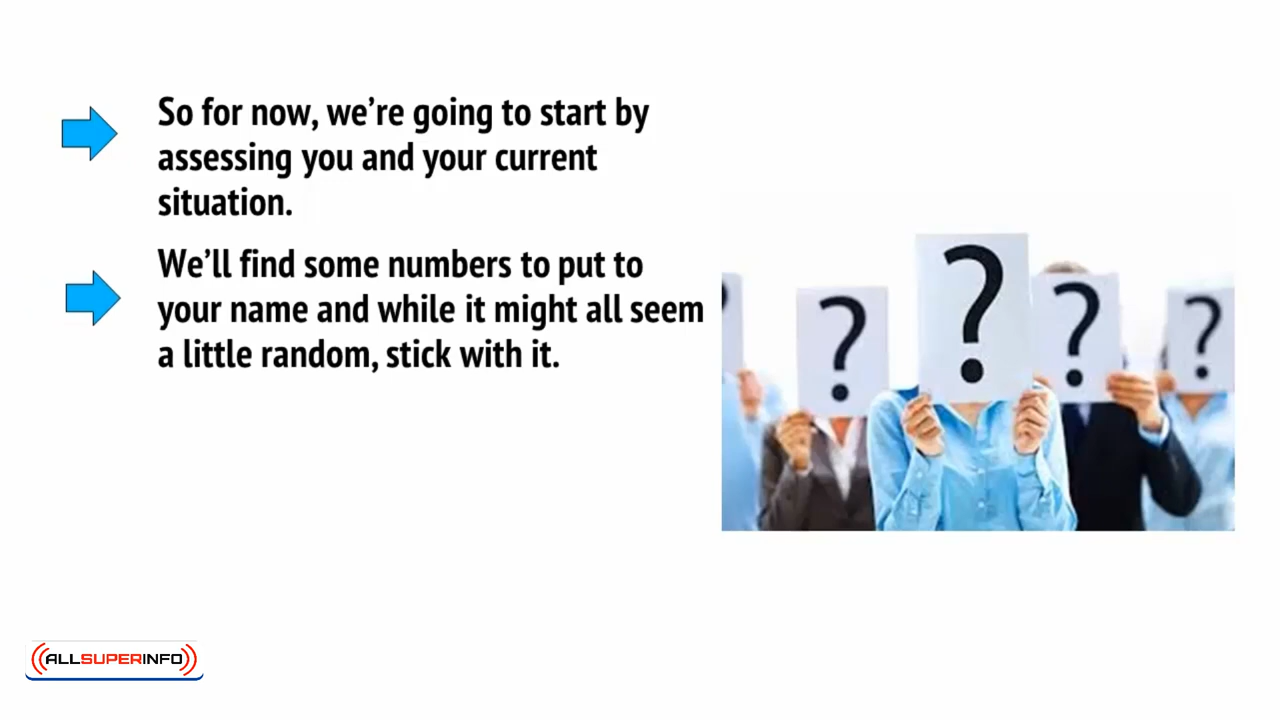 So for now, we’re going to start by
assessing you and your current
situation.
We’ll find some numbers to put to
your name and while it might all seem
a little random, stick with it.
?
?
?
?
?
ALLSUPERINFO